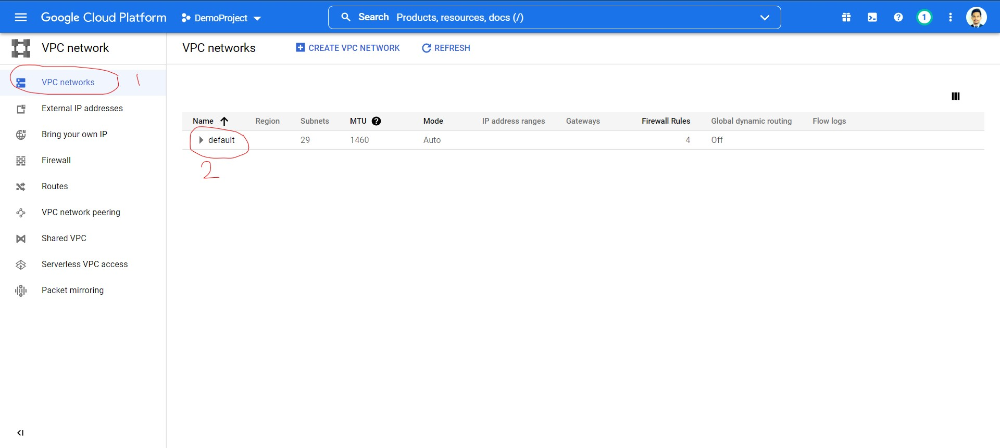 Google Cloud Platform DemoProject Search Products, resources, docs (/) 1
VPC network
VPC networks CREATE VPC NETWORK REFRESH
VPC networks 1
External IP addresses
Bring your own IP
Firewall
Routes
VPC network peering
Shared VPC
Serverless VPC access
Packet mirroring
Name Region Subnets MTU Mode IP address ranges Gateways Firewall Rules Global dynamic routing Flow logs
default 29 1460 Auto 4 Off
2